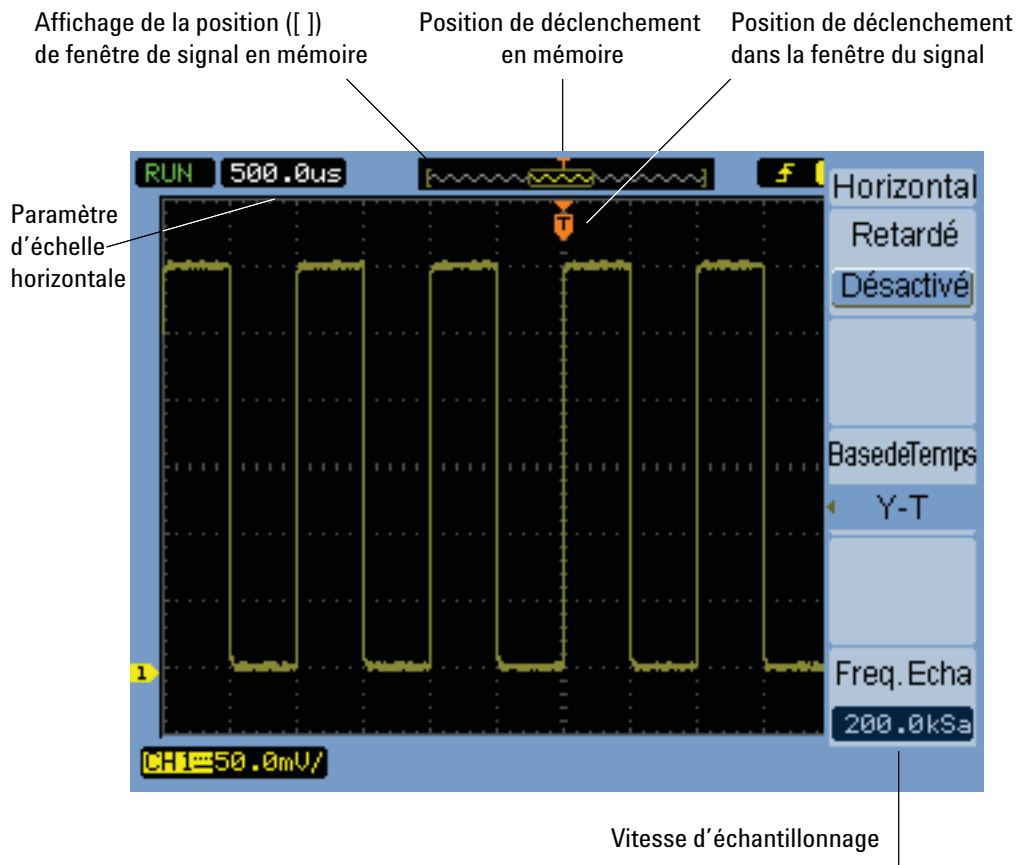 Affichage de la position ([ ])
de fenêtre de signal en mémoire
Position de déclenchement
en mémoire
Position de déclenchement
dans la fenêtre du signal
RUN
500.0us
T
Horizontal
Retardé
Désactivé
Paramètre
d'échelle
horizontale
T
BasedeTemps
Y-T
1
Freq. Echa
200.0kSa
CH1 50.0mV/
Vitesse d'échantillonnage